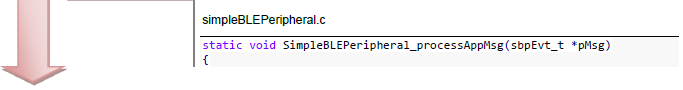 simpleBLEPeripheral.c
static void SimpleBLEPeripheral_processAppMsg(sbpEvt_t *pMsg)
{